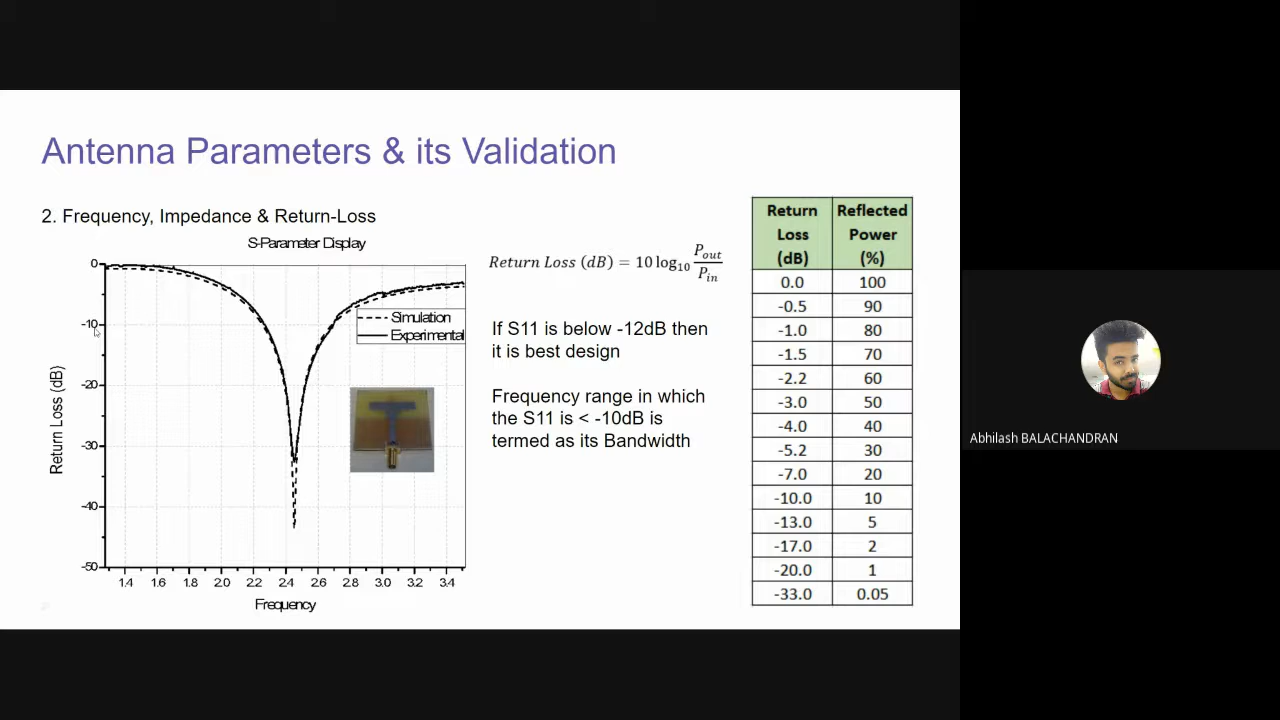 Antenna Parameters & its Validation
2. Frequency, Impedance & Return-Loss
S-Parameter Display
0
-10
-20
-30
-40
-50
Return Loss (dB)
Simulation
Experimental
1.4 1.6 1.8 2.0 2.2 2.4 2.6 2.8 3.0 3.2 3.4
Frequency
Return Loss (dB) = 10 log10 Pout/Pin
If S11 is below -12dB then
it is best design
Frequency range in which
the S11 is < -10dB is
termed as its Bandwidth
Return Loss (dB) Reflected Power (%)
0.0 100
-0.5 90
-1.0 80
-1.5 70
-2.2 60
-3.0 50
-4.0 40
-5.2 30
-7.0 20
-10.0 10
-13.0 5
-17.0 2
-20.0 1
-33.0 0.05
Abhilash BALACHANDRAN